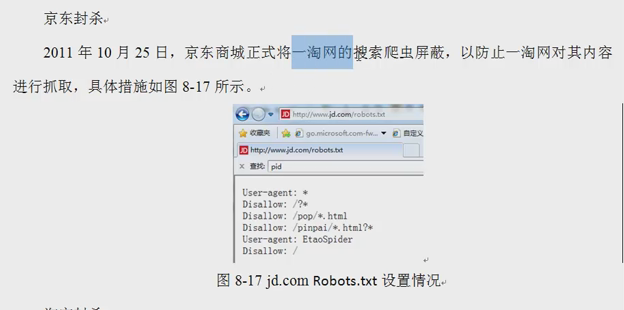 京东封杀
2011 年 10 月 25 日，京东商城正式将一淘网的搜索爬虫屏蔽，以防止一淘网对其内容
进行抓取，具体措施如图 8-17 所示。
http://www.jd.com/robots.txt
收藏夹 go.microsoft.com-fw... 自定义
http://www.jd.com/robots.txt
x 查找: pid
User-agent: *
Disallow: /?*
Disallow: /pop/*.html
Disallow: /pinpai/*.html?*
User-agent: EtaoSpider
Disallow: /
图 8-17 jd.com Robots.txt 设置情况